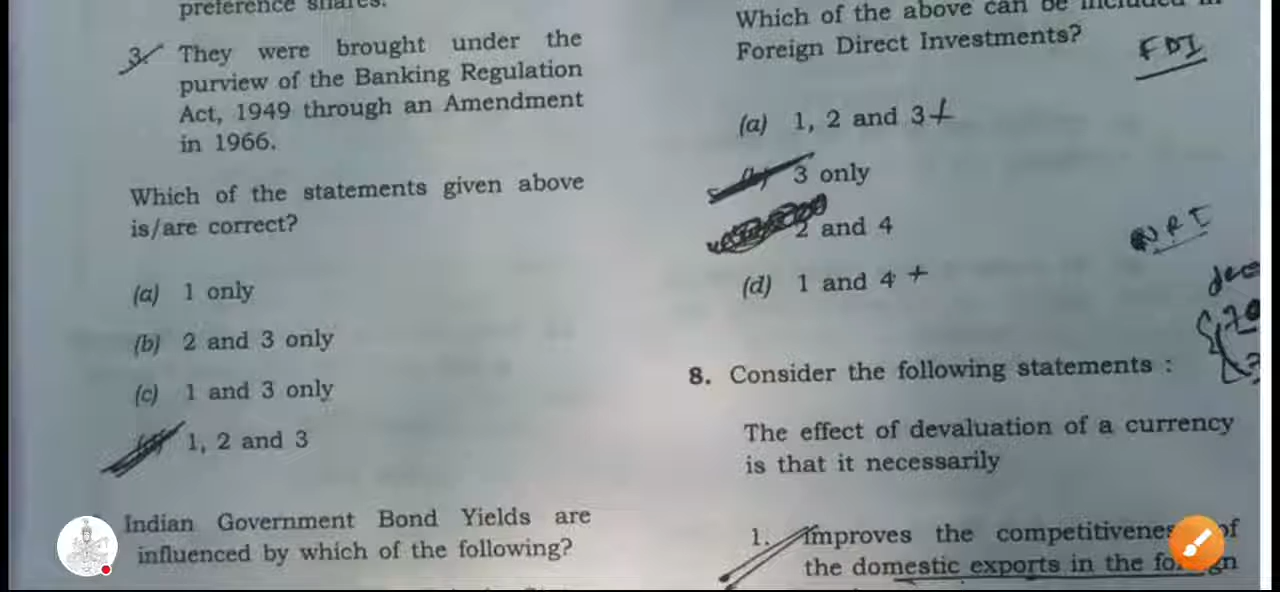 preference shares.
3. They were brought under the
purview of the Banking Regulation
Act, 1949 through an Amendment
in 1966.
Which of the statements given above
is/are correct?
(a) 1 only
(b) 2 and 3 only
(c) 1 and 3 only
1, 2 and 3
Indian Government Bond Yields are
influenced by which of the following?
Which of the above can be included in
Foreign Direct Investments?
FDI
(a) 1, 2 and 3 +
3 only
2 and 4
NRI
(d) 1 and 4 +
8. Consider the following statements :
The effect of devaluation of a currency
is that it necessarily
1. improves the competitiveness of
the domestic exports in the foreign